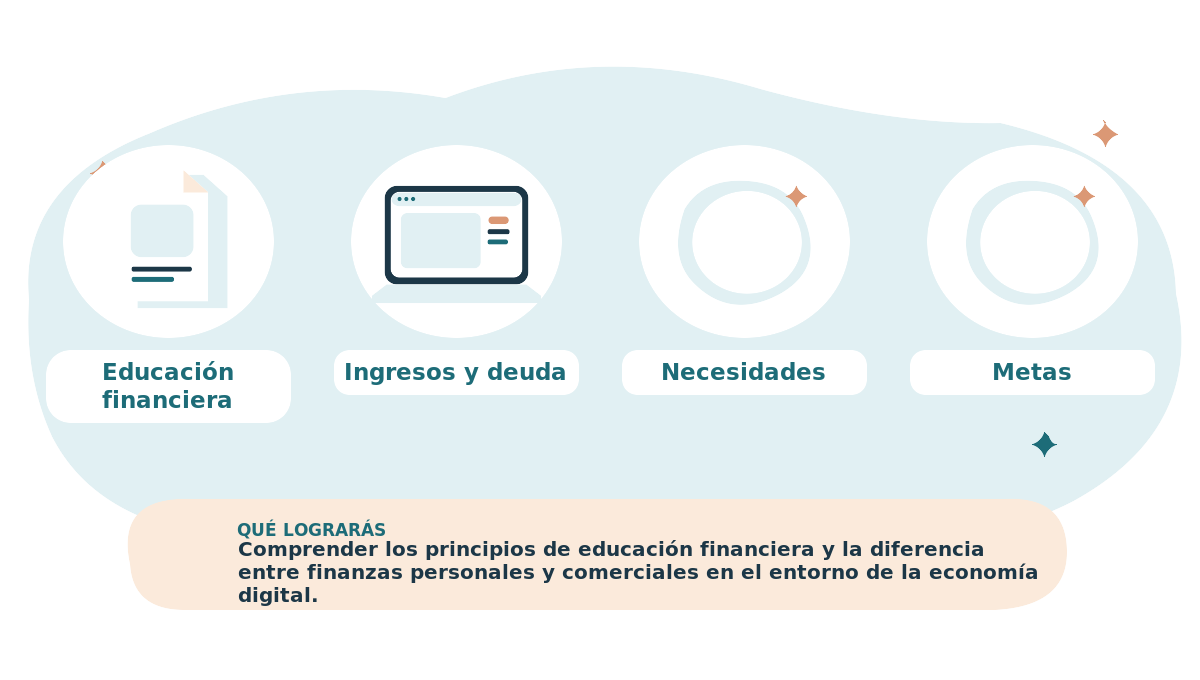 Educación
financiera
Ingresos y deuda
Necesidades
Metas
QUÉ LOGRARÁS
Comprender los principios de educación financiera y la diferencia
entre finanzas personales y comerciales en el entorno de la economía
digital.